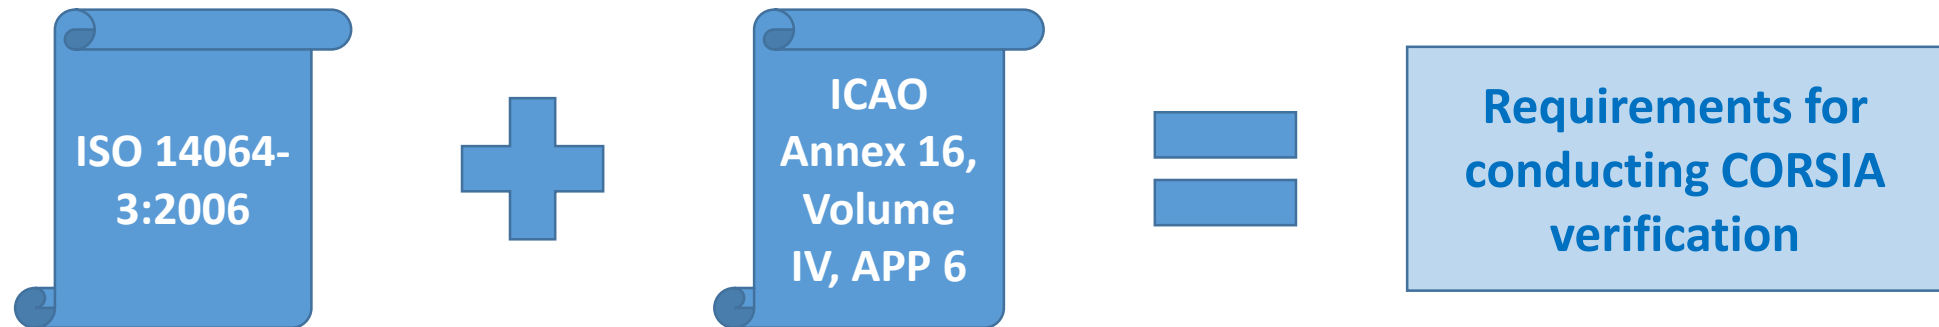 ISO 14064-
3:2006
ICAO
Annex 16,
Volume
IV, APP 6
Requirements for
conducting CORSIA
verification